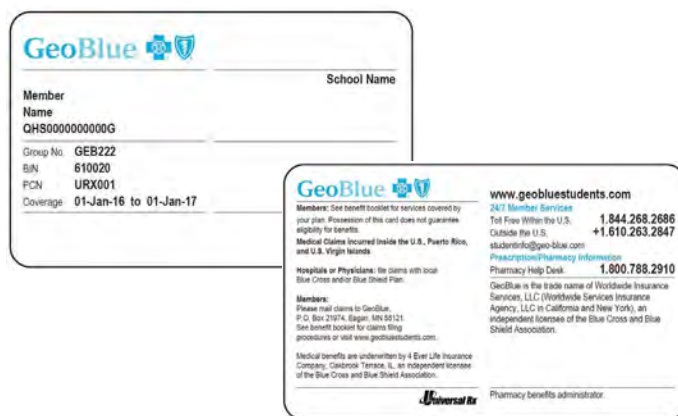 GeoBlue
School Name
Member
Name
QHS0000000000G
Group No. GEB222
BIN 610020
PCN URX001
Coverage 01-Jan-16 to 01-Jan-17
GeoBlue
Members: See benefit booklet for services covered by
your plan. Possession of this card does not guarantee
eligibility for benefits.
Medical Claims incurred inside the U.S., Puerto Rico,
and U.S. Virgin Islands
Hospitals or Physicians: file claims with local
Blue Cross and/or Blue Shield Plan.
Members:
Please mail claims to GeoBlue,
P.O. Box 21974, Eagan, MN 55121.
See benefit booklet for claims filing
procedures or visit www.geobluestudents.com.
Medical benefits are underwritten by 4 Ever Life Insurance
Company, Oakbrook Terrace, IL, an independent licensee
of the Blue Cross and Blue Shield Association.
Universal Rx
www.geobluestudents.com
24/7 Member Services
Toll Free Within the U.S. 1.844.268.2686
Outside the U.S. +1.610.263.2847
studentinfo@geo-blue.com
Prescription/Pharmacy Information
Pharmacy Help Desk 1.800.788.2910
GeoBlue is the trade name of Worldwide Insurance
Services, LLC (Worldwide Services Insurance
Agency, LLC in California and New York), an
independent licensee of the Blue Cross and Blue
Shield Association.
Pharmacy benefits administrator